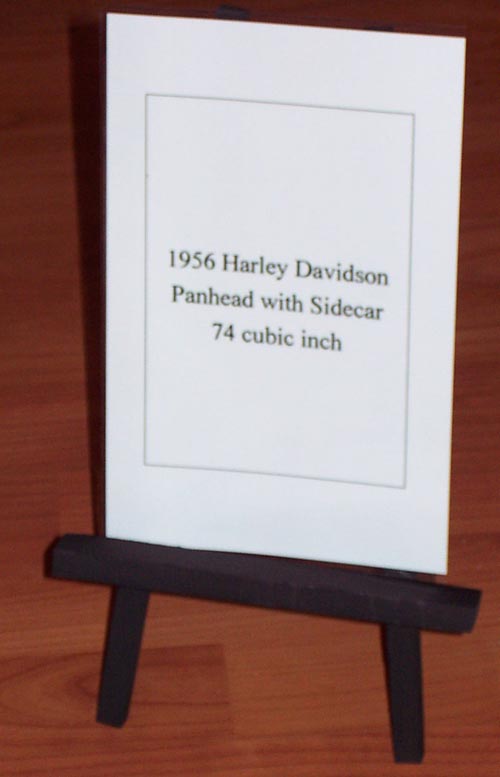 1956 Harley Davidson
Panhead with Sidecar
74 cubic inch